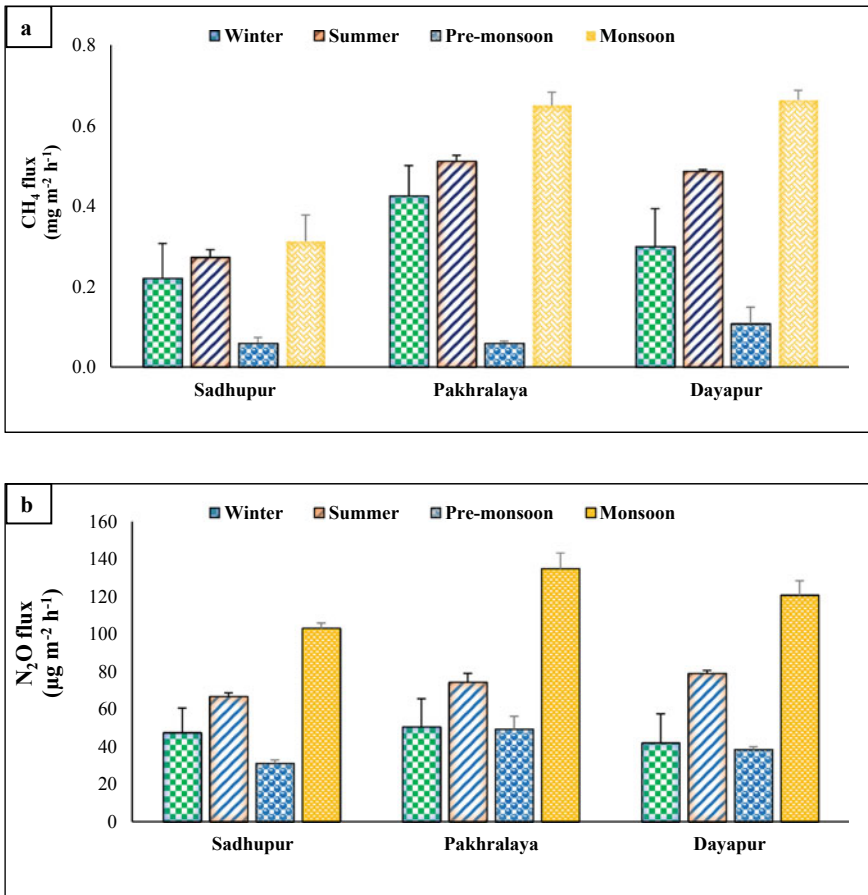 a
Winter Summer Pre-monsoon Monsoon
0.8
0.6
0.4
0.2
0.0
CH₄ flux
(mg m⁻² h⁻¹)
Sadhupur Pakhralaya Dayapur
b
Winter Summer Pre-monsoon Monsoon
160
140
120
100
80
60
40
20
0
N₂O flux
(µg m⁻² h⁻¹)
Sadhupur Pakhralaya Dayapur